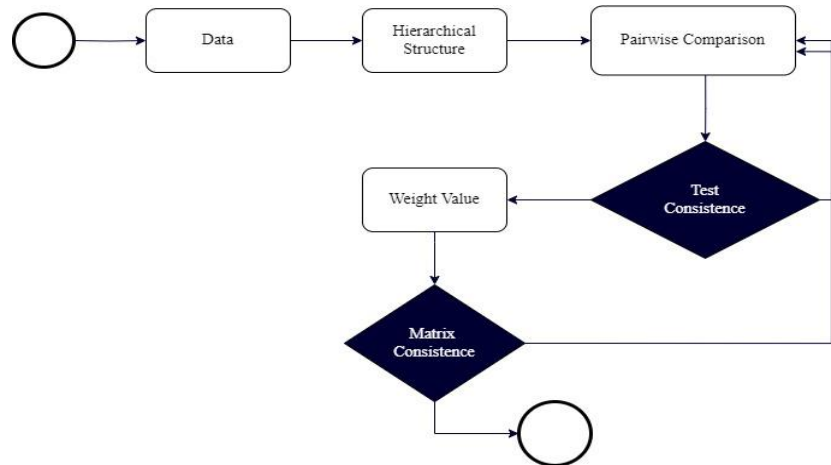 Data
Hierarchical
Structure
Pairwise Comparison
Test
Consistence
Weight Value
Matrix
Consistence